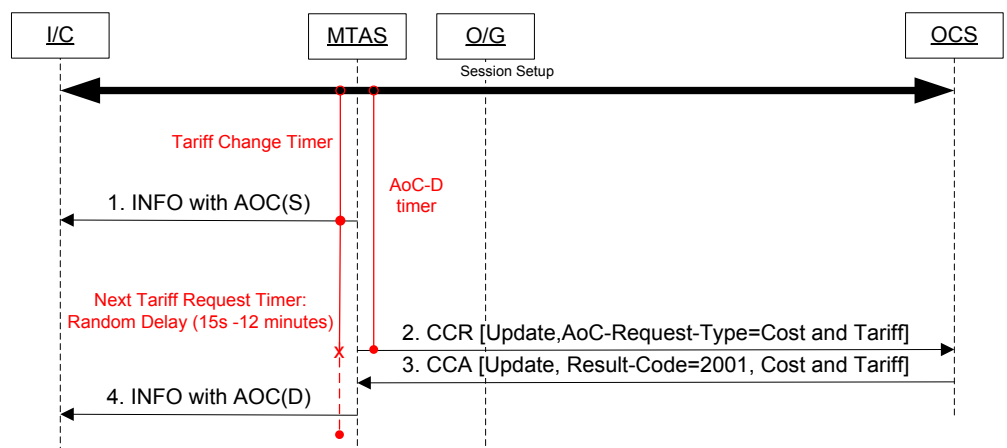 I/C
MTAS
O/G
OCS
Session Setup
Tariff Change Timer
AoC-D
timer
1. INFO with AOC(S)
Next Tariff Request Timer:
Random Delay (15s -12 minutes)
2. CCR [Update,AoC-Request-Type=Cost and Tariff]
3. CCA [Update, Result-Code=2001, Cost and Tariff]
4. INFO with AOC(D)